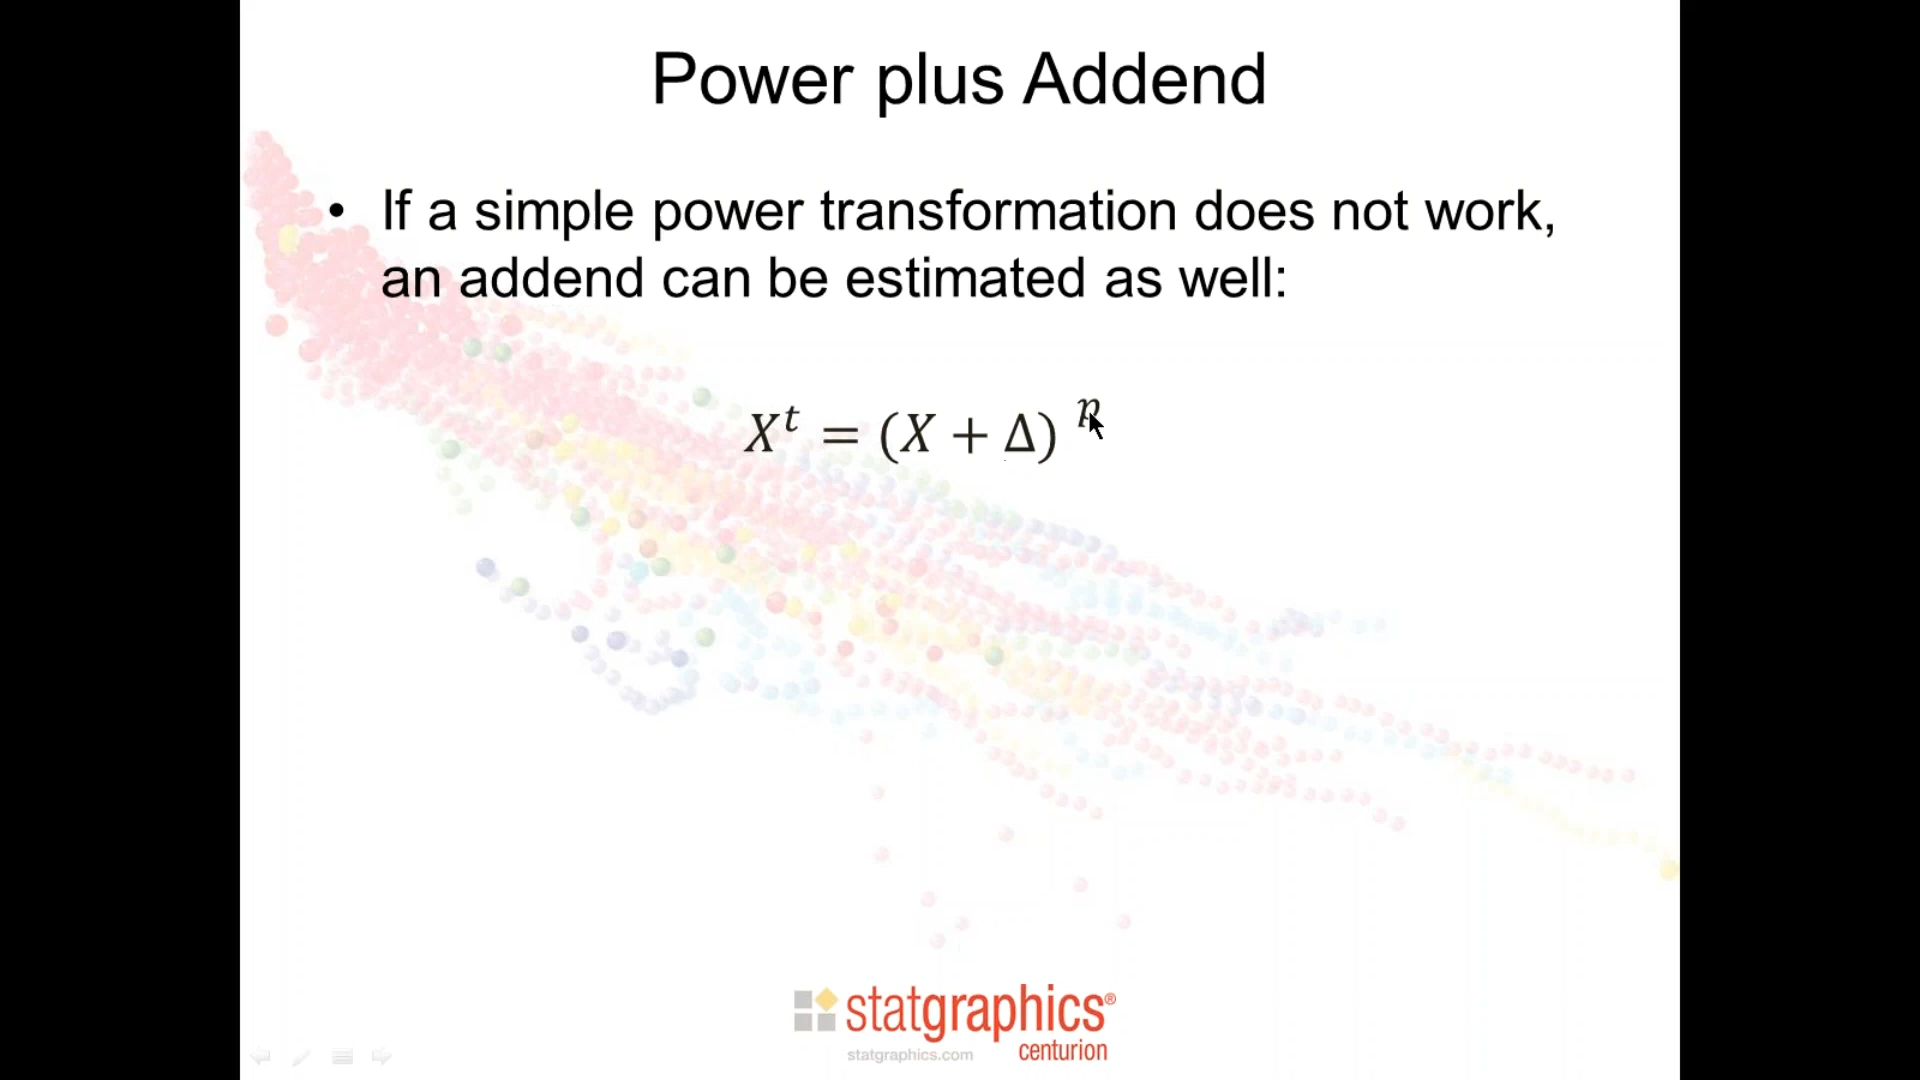 Power plus Addend
• If a simple power transformation does not work,
an addend can be estimated as well:
Xᵗ = (X + Δ) ᵖ
statgraphics®
centurion
statgraphics.com